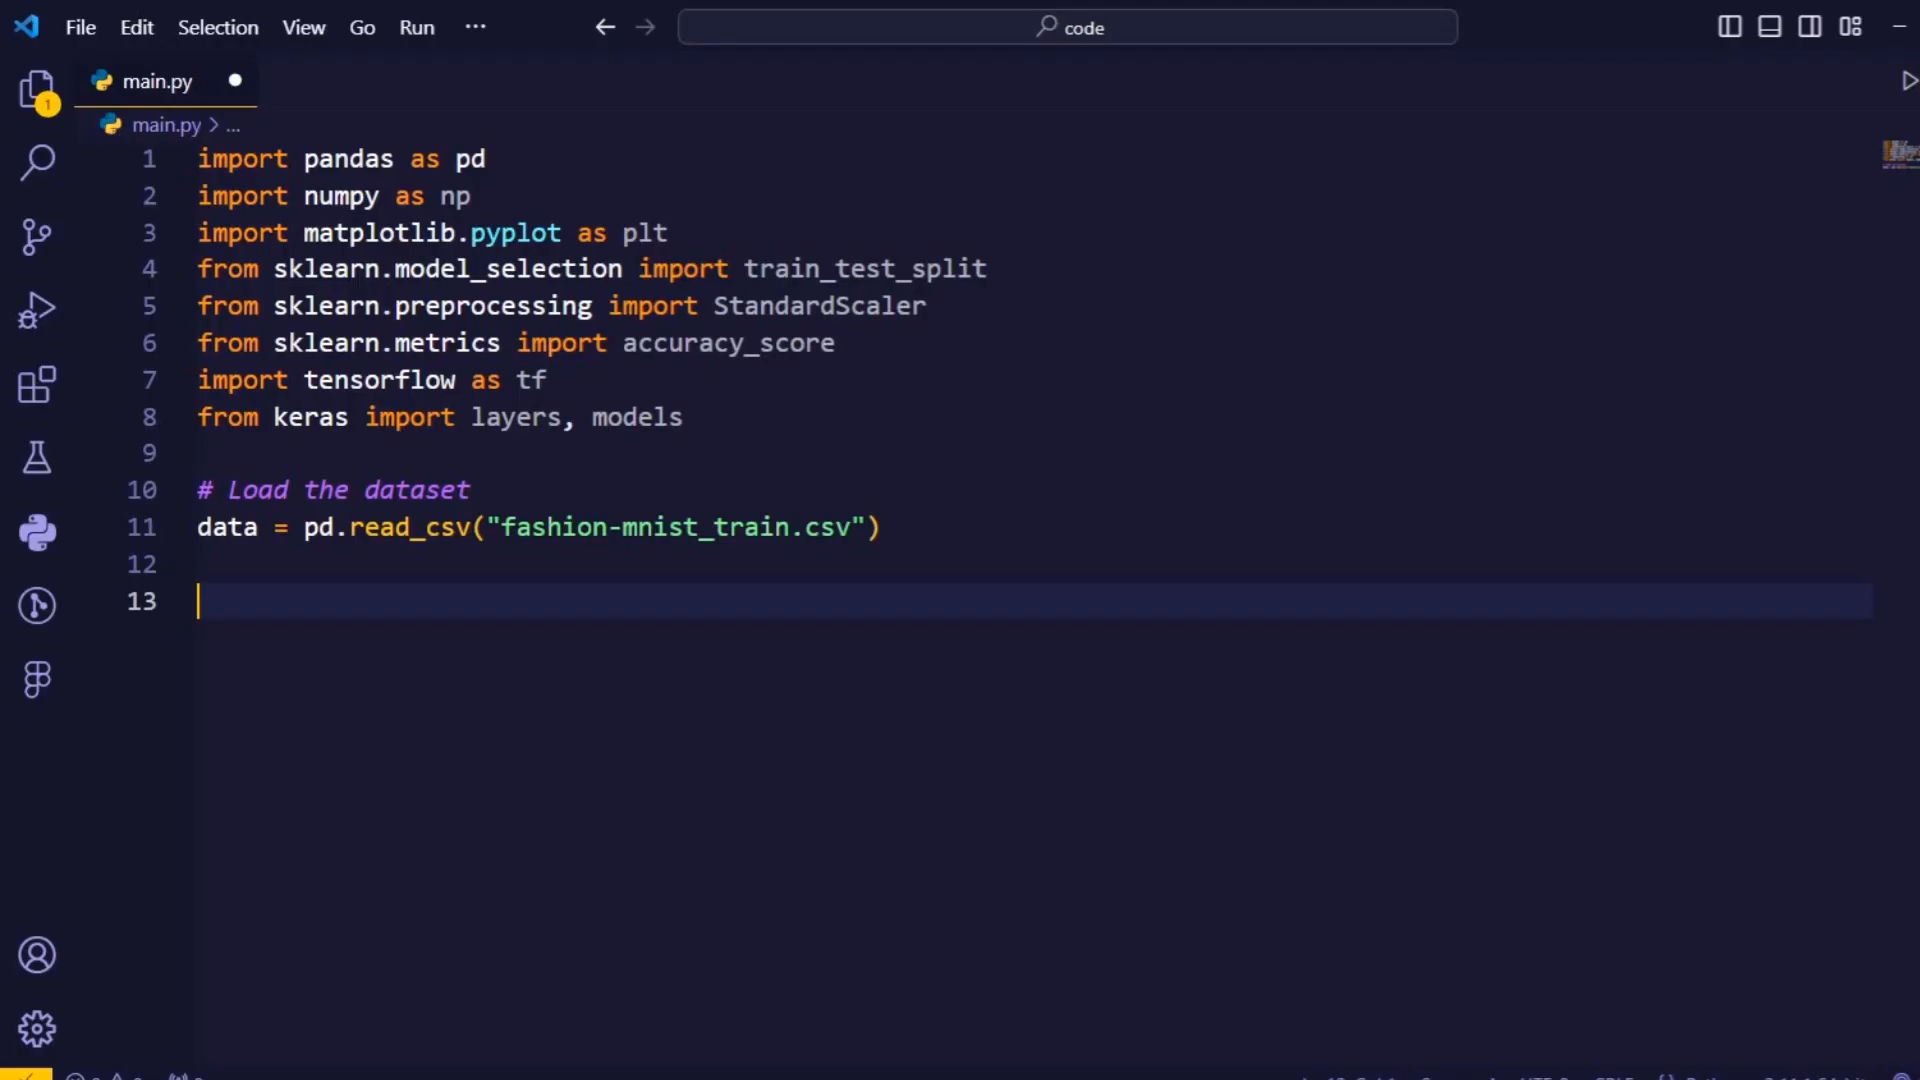 File Edit Selection View Go Run ··· code
main.py
1
main.py > ...
1 import pandas as pd
2 import numpy as np
3 import matplotlib.pyplot as plt
4 from sklearn.model_selection import train_test_split
5 from sklearn.preprocessing import StandardScaler
6 from sklearn.metrics import accuracy_score
7 import tensorflow as tf
8 from keras import layers, models
9
10 # Load the dataset
11 data = pd.read_csv("fashion-mnist_train.csv")
12
13